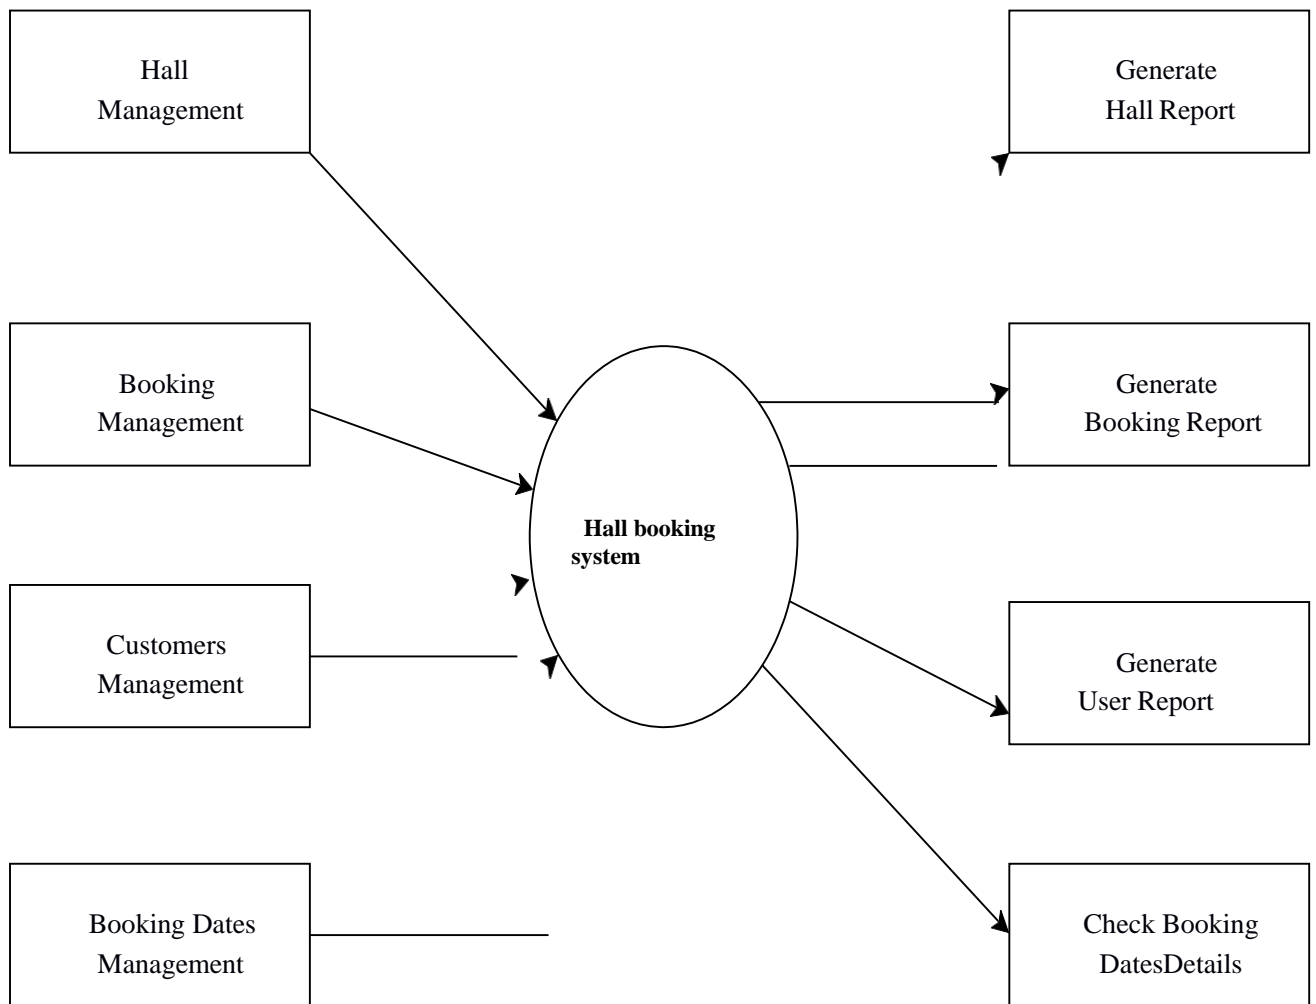 Hall
Management
Generate
Hall Report
Booking
Management
Generate
Booking Report
Hall booking
system
Customers
Management
Generate
User Report
Booking Dates
Management
Check Booking
DatesDetails